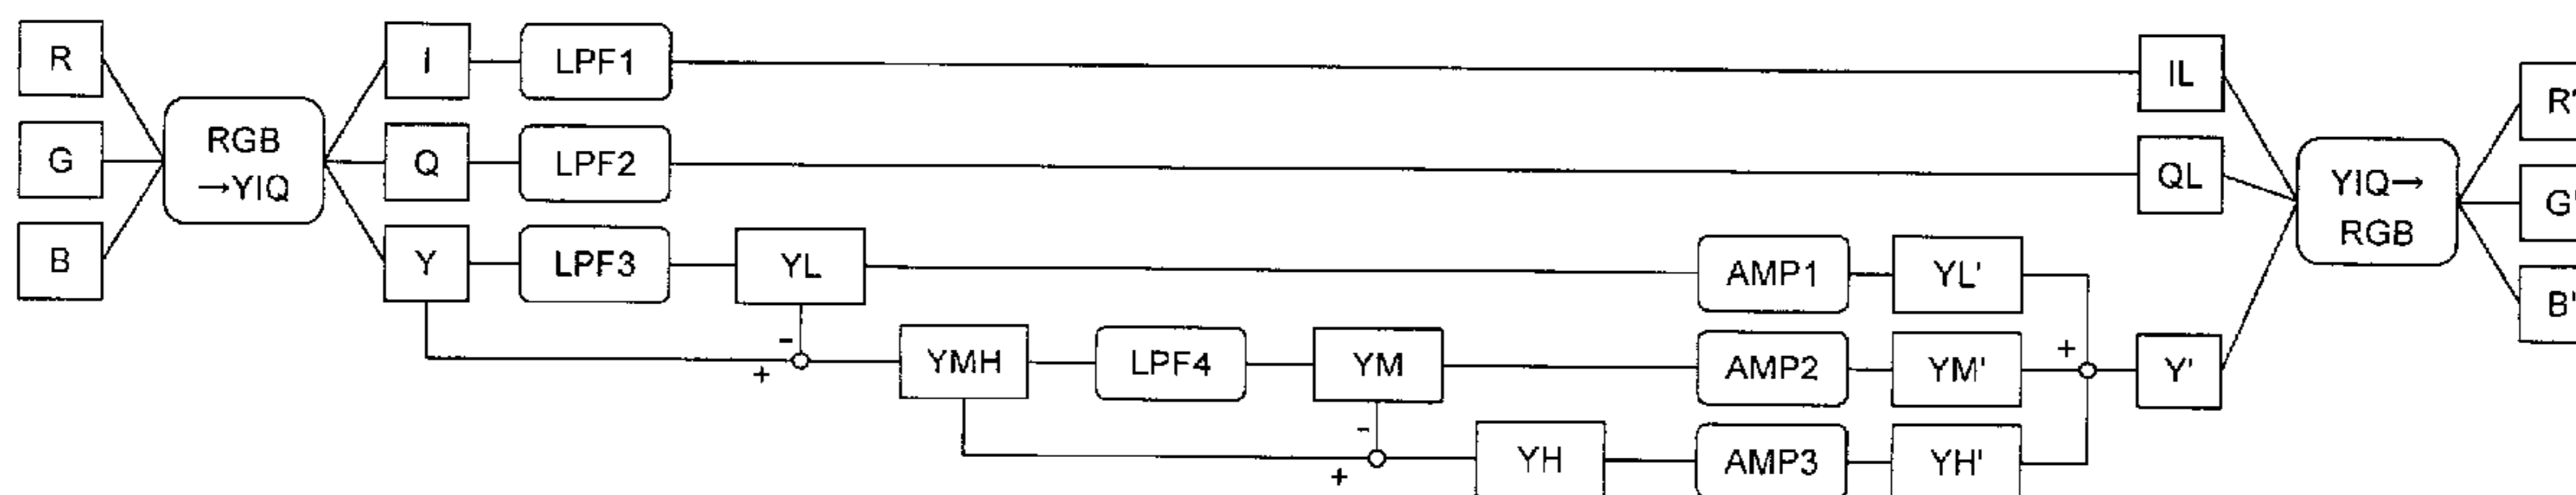 R
G
B
RGB
→YIQ
I
Q
Y
LPF1
LPF2
LPF3
YL
YMH
LPF4
YM
YH
-
+
-
+
AMP1
AMP2
AMP3
YL'
YM'
YH'
+
IL
QL
Y'
YIQ→
RGB
R'
G'
B'